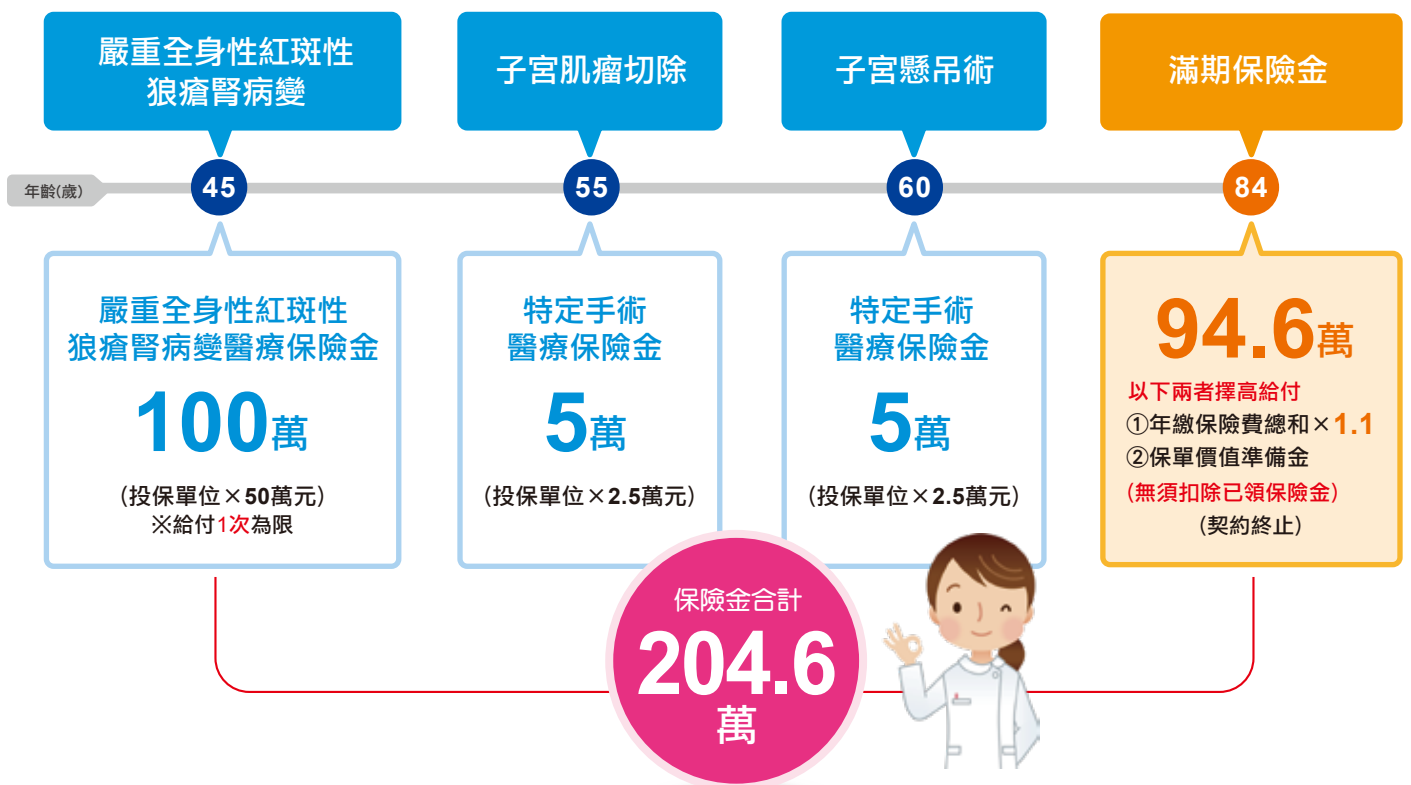 嚴重全身性紅斑性
狼瘡腎病變
子宮肌瘤切除
子宮懸吊術
滿期保險金
年齡(歲)
45
55
60
84
嚴重全身性紅斑性
狼瘡腎病變醫療保險金
100萬
(投保單位×50萬元)
※給付1次為限
特定手術
醫療保險金
5萬
(投保單位×2.5萬元)
特定手術
醫療保險金
5萬
(投保單位×2.5萬元)
94.6萬
以下兩者擇高給付
①年繳保險費總和×1.1
②保單價值準備金
(無須扣除已領保險金)
(契約終止)
保險金合計
204.6
萬